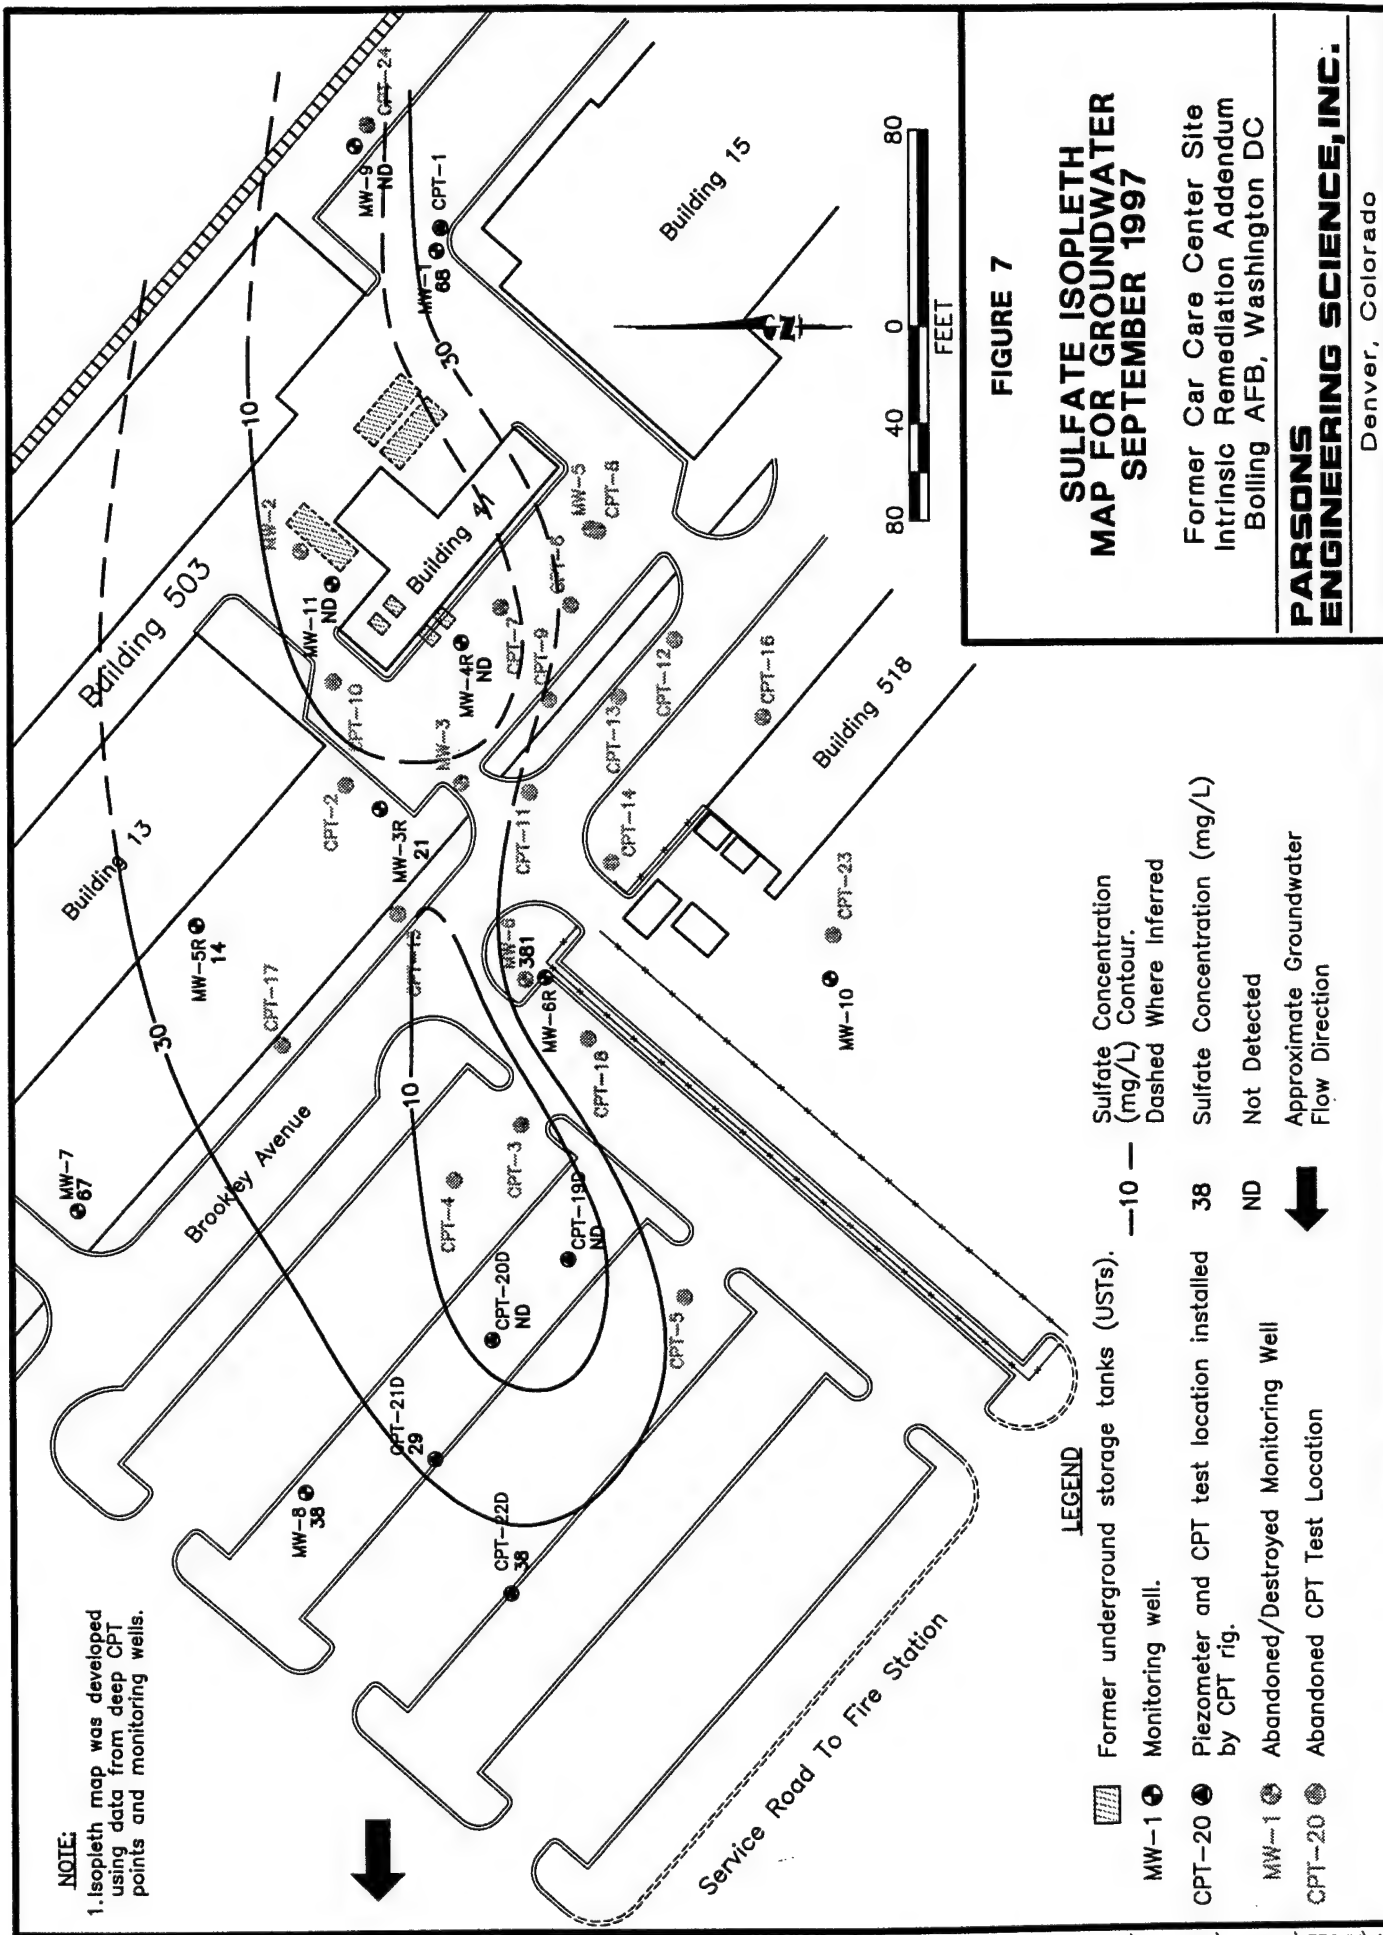 NOTE:
1.Isopleth map was developed
using data from deep CPT
points and monitoring wells.
MW-7
67
MW-8
38
CPT-22D
38
CPT-21D
29
CPT-20D
ND
CPT-19D
ND
CPT-4
CPT-3
CPT-5
CPT-18
CPT-17
CPT-15
MW-5R
14
MW-6
381
MW-6R
MW-10
CPT-23
CPT-2
MW-3R
21
CPT-11
CPT-14
CPT-13
CPT-12
CPT-16
CPT-10
MW-3
MW-4R
ND
CPT-7
CPT-9
CPT-6
MW-11
ND
MW-2
MW-5
CPT-8
MW-1
68
CPT-1
MW-9
ND
CPT-24
30
10
10
30
Building 13
Building 503
Building 41
Building 15
Building 518
Brookley Avenue
Service Road To Fire Station
N
80
40
0
80
FEET
LEGEND
Former underground storage tanks (USTs).
MW-1
Monitoring well.
CPT-20
Piezometer and CPT test location installed
by CPT rig.
MW-1
Abandoned/Destroyed Monitoring Well
CPT-20
Abandoned CPT Test Location
—10 —
Sulfate Concentration
(mg/L) Contour.
Dashed Where Inferred
38
Sulfate Concentration (mg/L)
ND
Not Detected
Approximate Groundwater
Flow Direction
FIGURE 7
SULFATE ISOPLETH
MAP FOR GROUNDWATER
SEPTEMBER 1997
Former Car Care Center Site
Intrinsic Remediation Addendum
Bolling AFB, Washington DC
PARSONS
ENGINEERING SCIENCE, INC.
Denver, Colorado